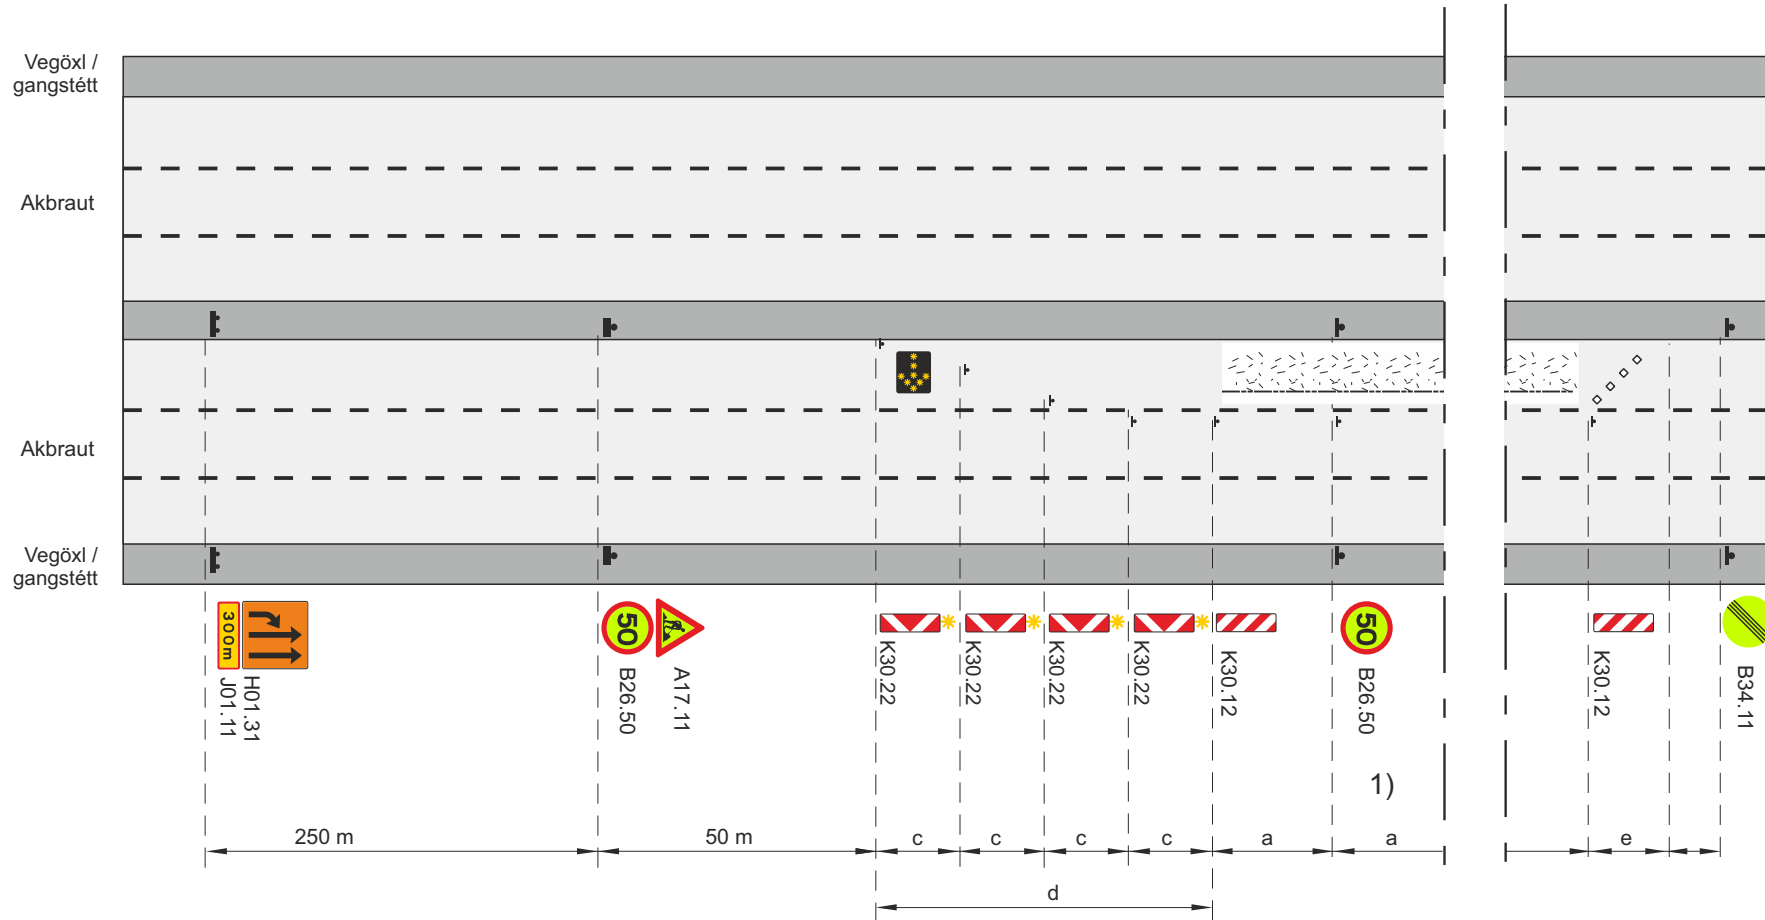 Vegöxl /
gangstétt
Akbraut
Akbraut
Vegöxl /
gangstétt
300m
J01.11
H01.31
50
B26.50
A17.11
K30.22
K30.22
K30.22
K30.22
K30.12
50
B26.50
K30.12
B34.11
1)
250 m
50 m
c
c
c
c
a
a
e
d